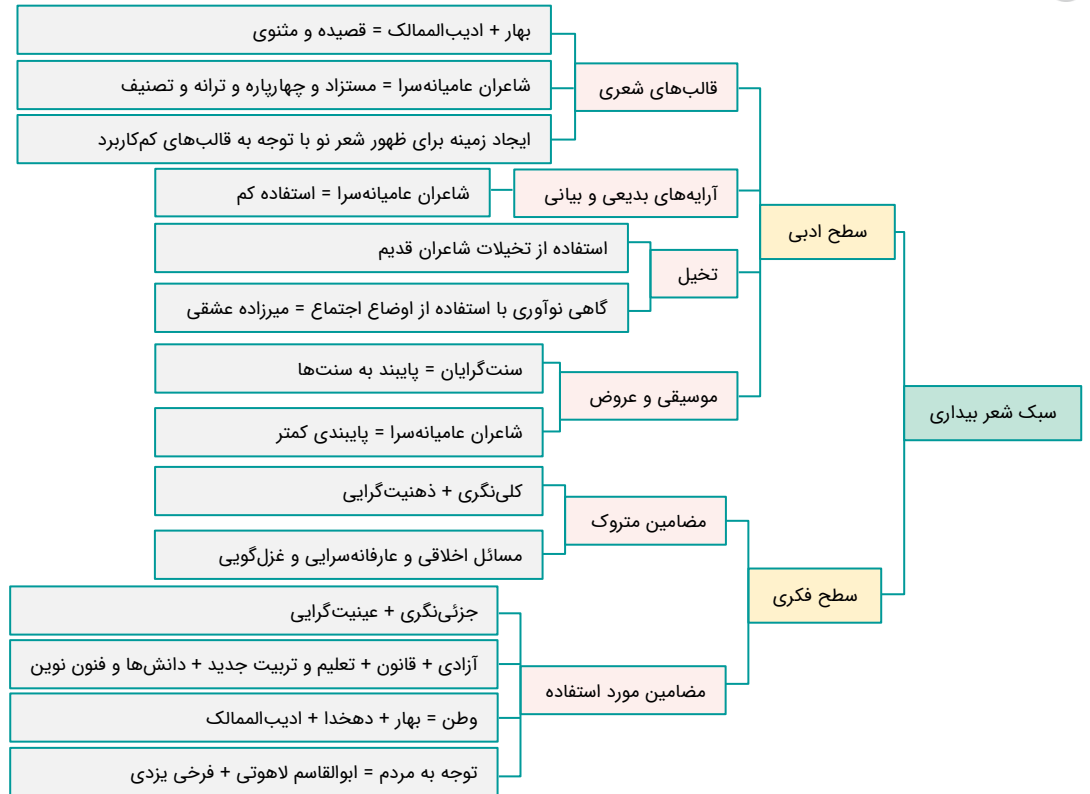 سبک شعر بیداری
سطح ادبی
قالب‌های شعری
بهار + ادیب‌الممالک = قصیده و مثنوی
شاعران عامیانه‌سرا = مستزاد و چهارپاره و ترانه و تصنیف
ایجاد زمینه برای ظهور شعر نو با توجه به قالب‌های کم‌کاربرد
آرایه‌های بدیعی و بیانی
شاعران عامیانه‌سرا = استفاده کم
تخیل
استفاده از تخیلات شاعران قدیم
گاهی نوآوری با استفاده از اوضاع اجتماع = میرزاده عشقی
موسیقی و عروض
سنت‌گرایان = پایبند به سنت‌ها
شاعران عامیانه‌سرا = پایبندی کمتر
سطح فکری
مضامین متروک
کلی‌نگری + ذهنیت‌گرایی
مسائل اخلاقی و عارفانه‌سرایی و غزل‌گویی
مضامین مورد استفاده
جزئی‌نگری + عینیت‌گرایی
آزادی + قانون + تعلیم و تربیت جدید + دانش‌ها و فنون نوین
وطن = بهار + دهخدا + ادیب‌الممالک
توجه به مردم = ابوالقاسم لاهوتی + فرخی یزدی